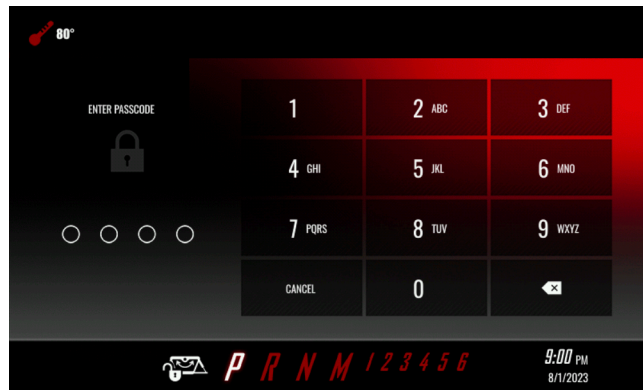 80°
ENTER PASSCODE
1
2 ABC
3 DEF
4 GHI
5 JKL
6 MNO
7 PQRS
8 TUV
9 WXYZ
CANCEL
0
P R N M 1 2 3 4 5 6
9:00 PM
8/1/2023